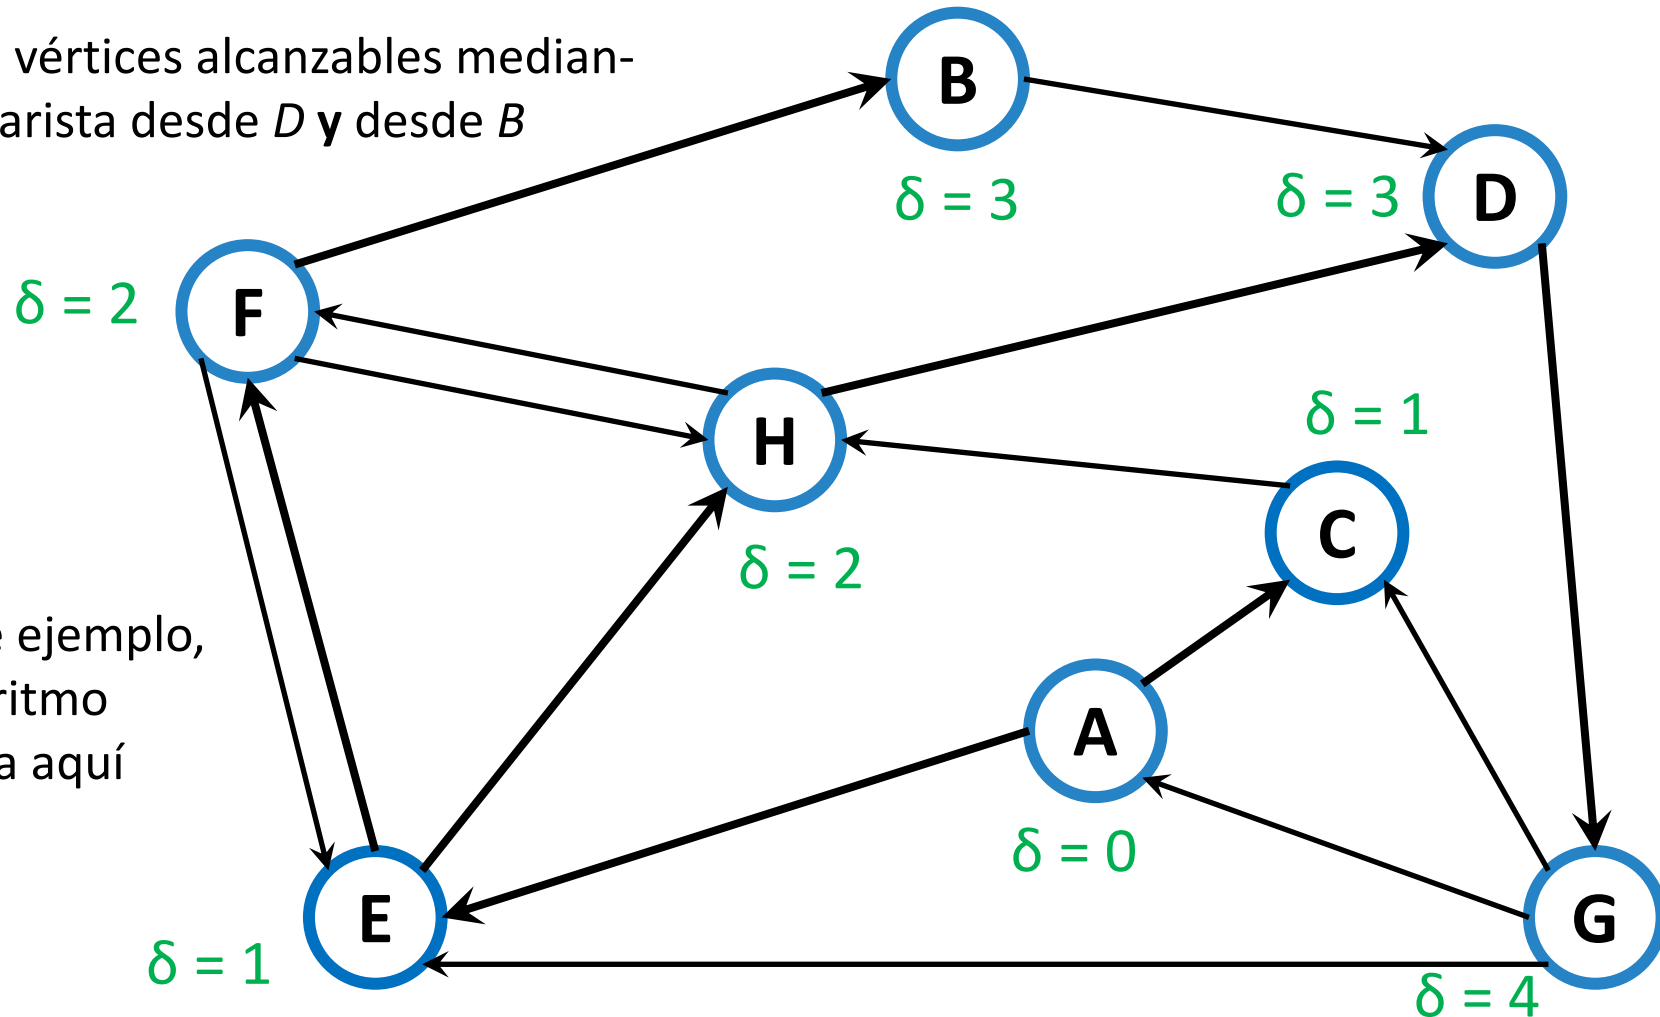 vértices alcanzables median-
arista desde D y desde B
B
δ = 3
δ = 3
D
F
δ = 2
H
δ = 2
δ = 1
C
ejemplo,
ritmo
a aquí
A
δ = 0
E
δ = 1
G
δ = 4